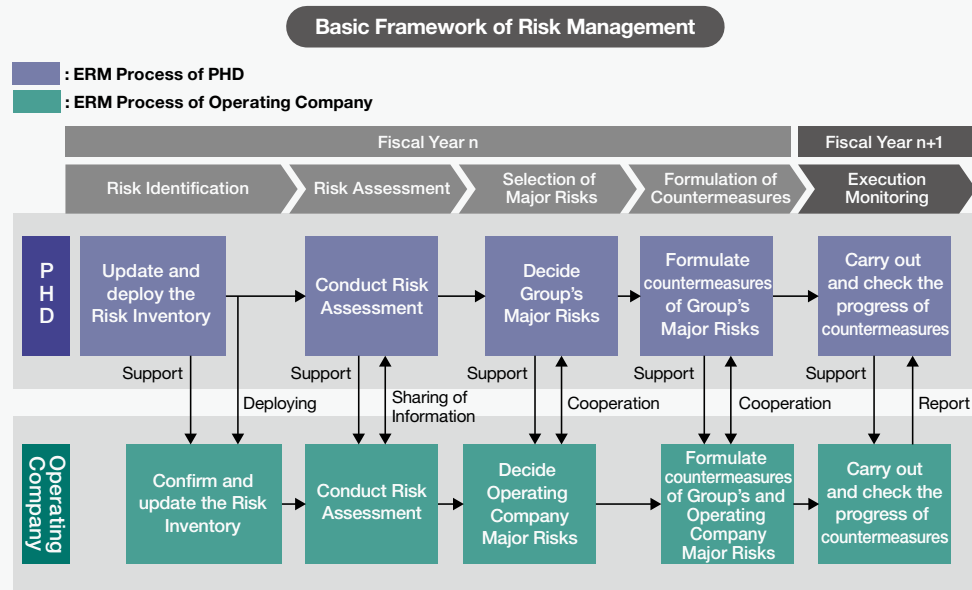 Basic Framework of Risk Management
: ERM Process of PHD
: ERM Process of Operating Company
Fiscal Year n
Fiscal Year n+1
Risk Identification
Risk Assessment
Selection of
Major Risks
Formulation of
Countermeasures
Execution
Monitoring
P
H
D
Update and
deploy the
Risk Inventory
Conduct Risk
Assessment
Decide
Group's
Major Risks
Formulate
countermeasures
of Group's
Major Risks
Carry out
and check the
progress of
countermeasures
Support
Deploying
Support
Sharing of
Information
Support
Cooperation
Support
Cooperation
Support
Report
Operating
Company
Confirm and
update the Risk
Inventory
Conduct Risk
Assessment
Decide
Operating
Company
Major Risks
Formulate
countermeasures
of Group's and
Operating
Company
Major Risks
Carry out
and check the
progress of
countermeasures